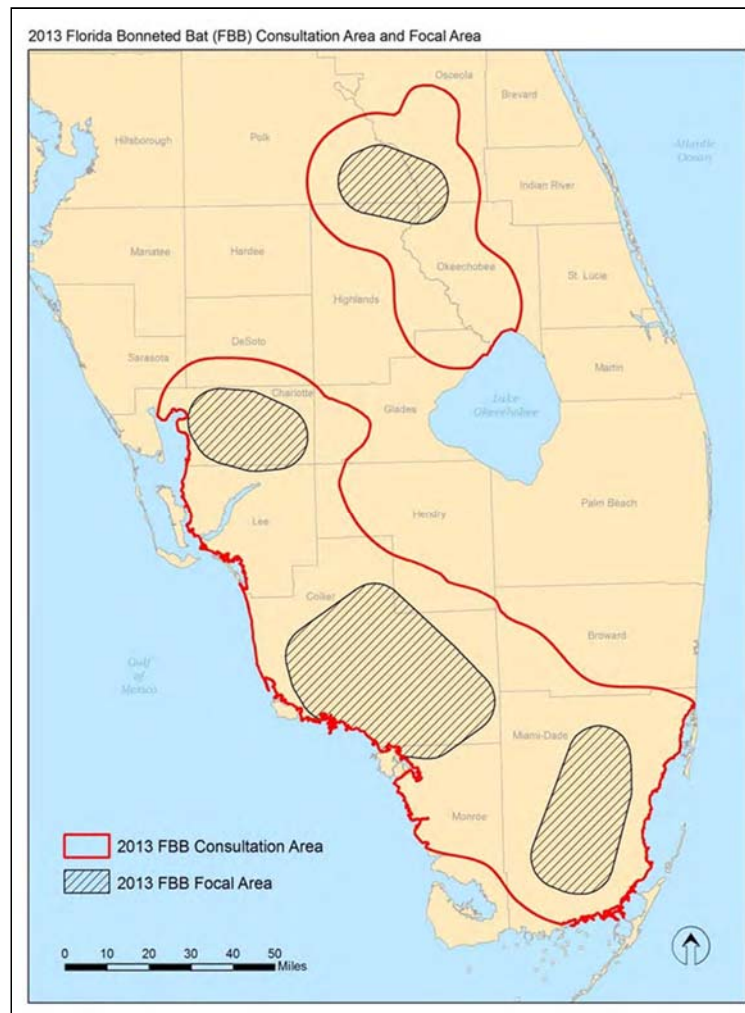 2013 Florida Bonneted Bat (FBB) Consultation Area and Focal Area
Osceola
Brevard
Hillsborough
Polk
Atlantic
Ocean
Indian River
Manatee
Hardee
Okeechobee
St. Lucie
Highlands
DeSoto
Sarasota
Martin
Charlotte
Glades
Lake
Okeechobee
Palm Beach
Hendry
Lee
Collier
Broward
Gulf
of
Mexico
Miami-Dade
Monroe
2013 FBB Consultation Area
2013 FBB Focal Area
0 10 20 30 40 50
Miles